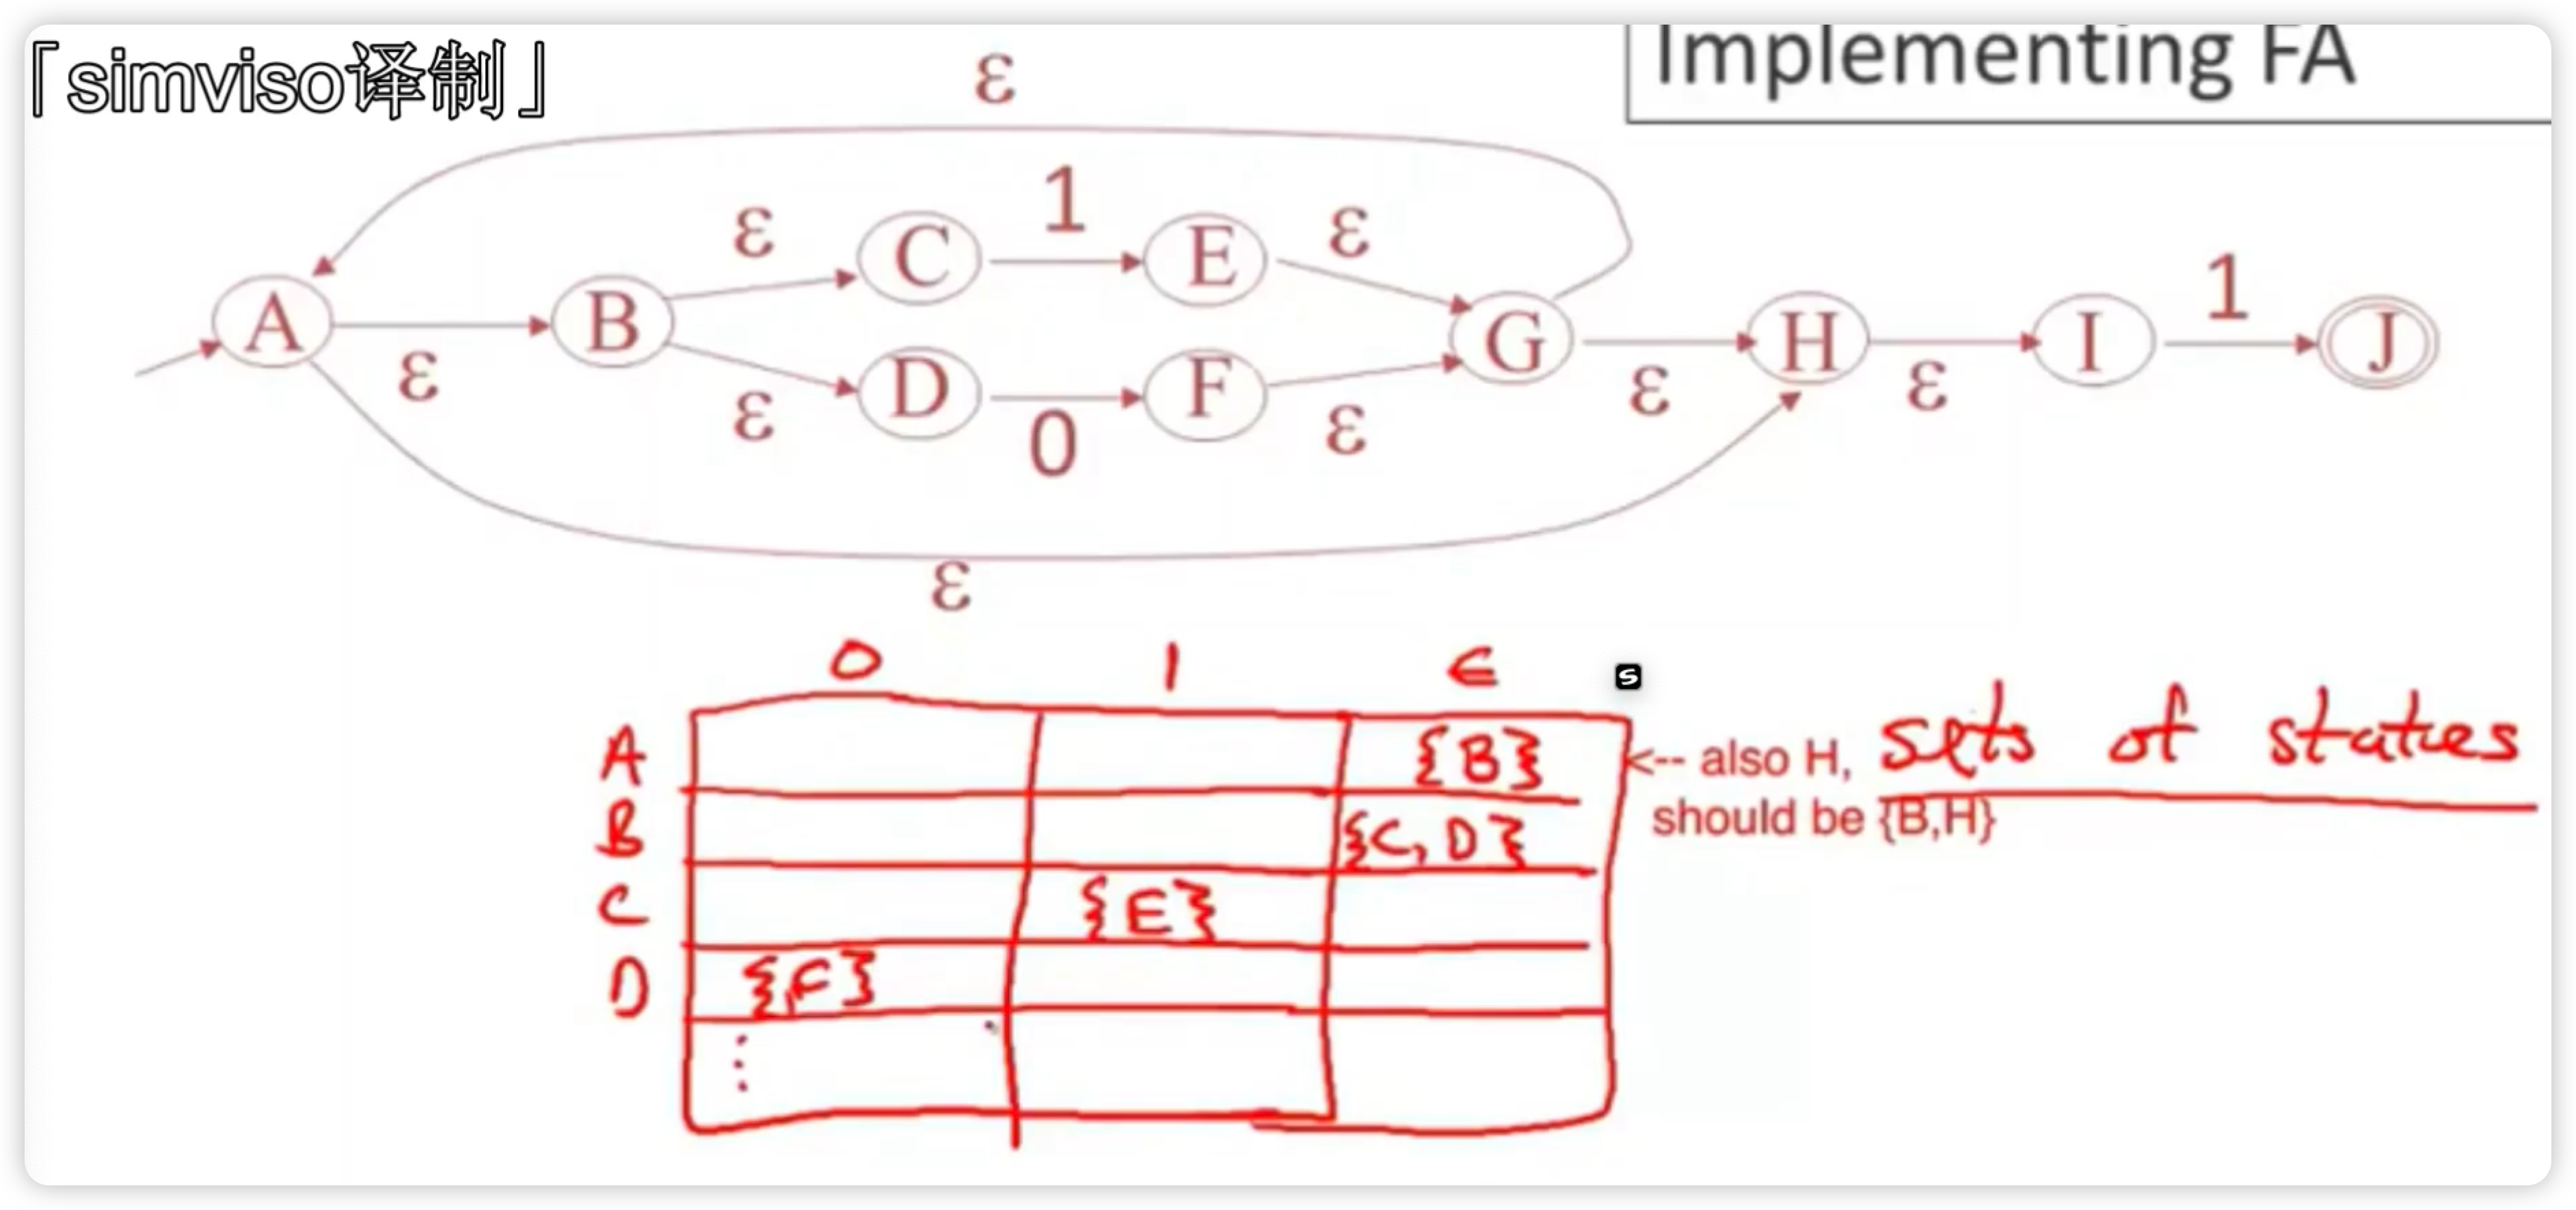 「simviso译制」
Implementing FA
ε
ε C 1 E ε
A ε B G ε H ε I 1 J
ε D 0 F ε
ε
0 1 ϵ
A {B} <-- also H, sets of states
should be {B,H}
B {C, D}
C {E}
D {F}
⋮